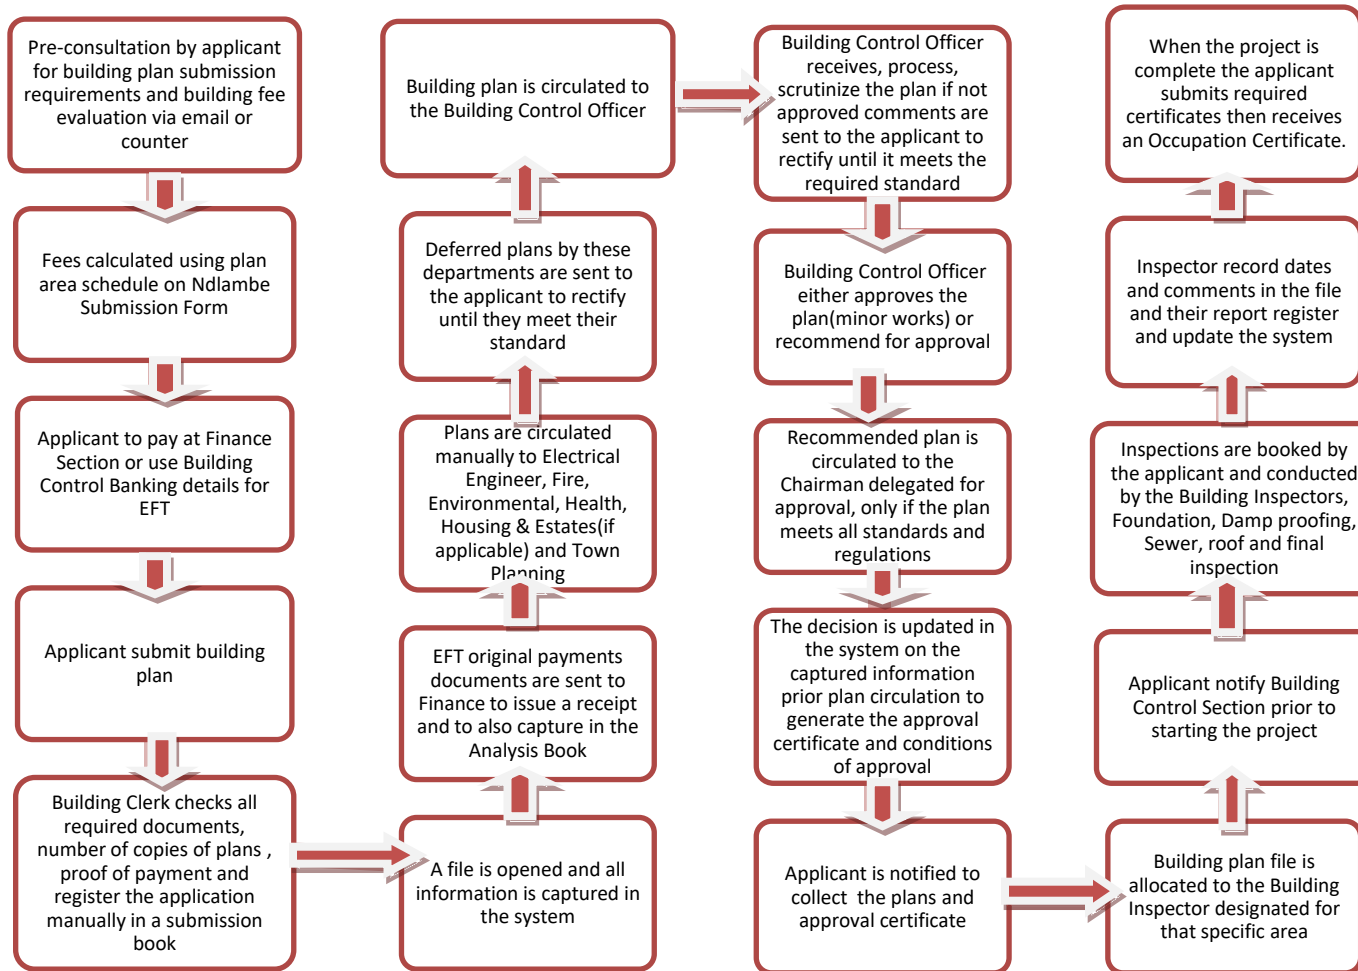 Pre-consultation by applicant
for building plan submission
requirements and building fee
evaluation via email or
counter
Fees calculated using plan
area schedule on Ndlambe
Submission Form
Applicant to pay at Finance
Section or use Building
Control Banking details for
EFT
Applicant submit building
plan
Building Clerk checks all
required documents,
number of copies of plans ,
proof of payment and
register the application
manually in a submission
book
A file is opened and all
information is captured in
the system
EFT original payments
documents are sent to
Finance to issue a receipt
and to also capture in the
Analysis Book
Plans are circulated
manually to Electrical
Engineer, Fire,
Environmental, Health,
Housing & Estates(if
applicable) and Town
Planning
Deferred plans by these
departments are sent to
the applicant to rectify
until they meet their
standard
Building plan is circulated to
the Building Control Officer
Building Control Officer
receives, process,
scrutinize the plan if not
approved comments are
sent to the applicant to
rectify until it meets the
required standard
Building Control Officer
either approves the
plan(minor works) or
recommend for approval
Recommended plan is
circulated to the
Chairman delegated for
approval, only if the plan
meets all standards and
regulations
The decision is updated in
the system on the
captured information
prior plan circulation to
generate the approval
certificate and conditions
of approval
Applicant is notified to
collect the plans and
approval certificate
Building plan file is
allocated to the Building
Inspector designated for
that specific area
Applicant notify Building
Control Section prior to
starting the project
Inspections are booked by
the applicant and conducted
by the Building Inspectors,
Foundation, Damp proofing,
Sewer, roof and final
inspection
Inspector record dates
and comments in the file
and their report register
and update the system
When the project is
complete the applicant
submits required
certificates then receives
an Occupation Certificate.